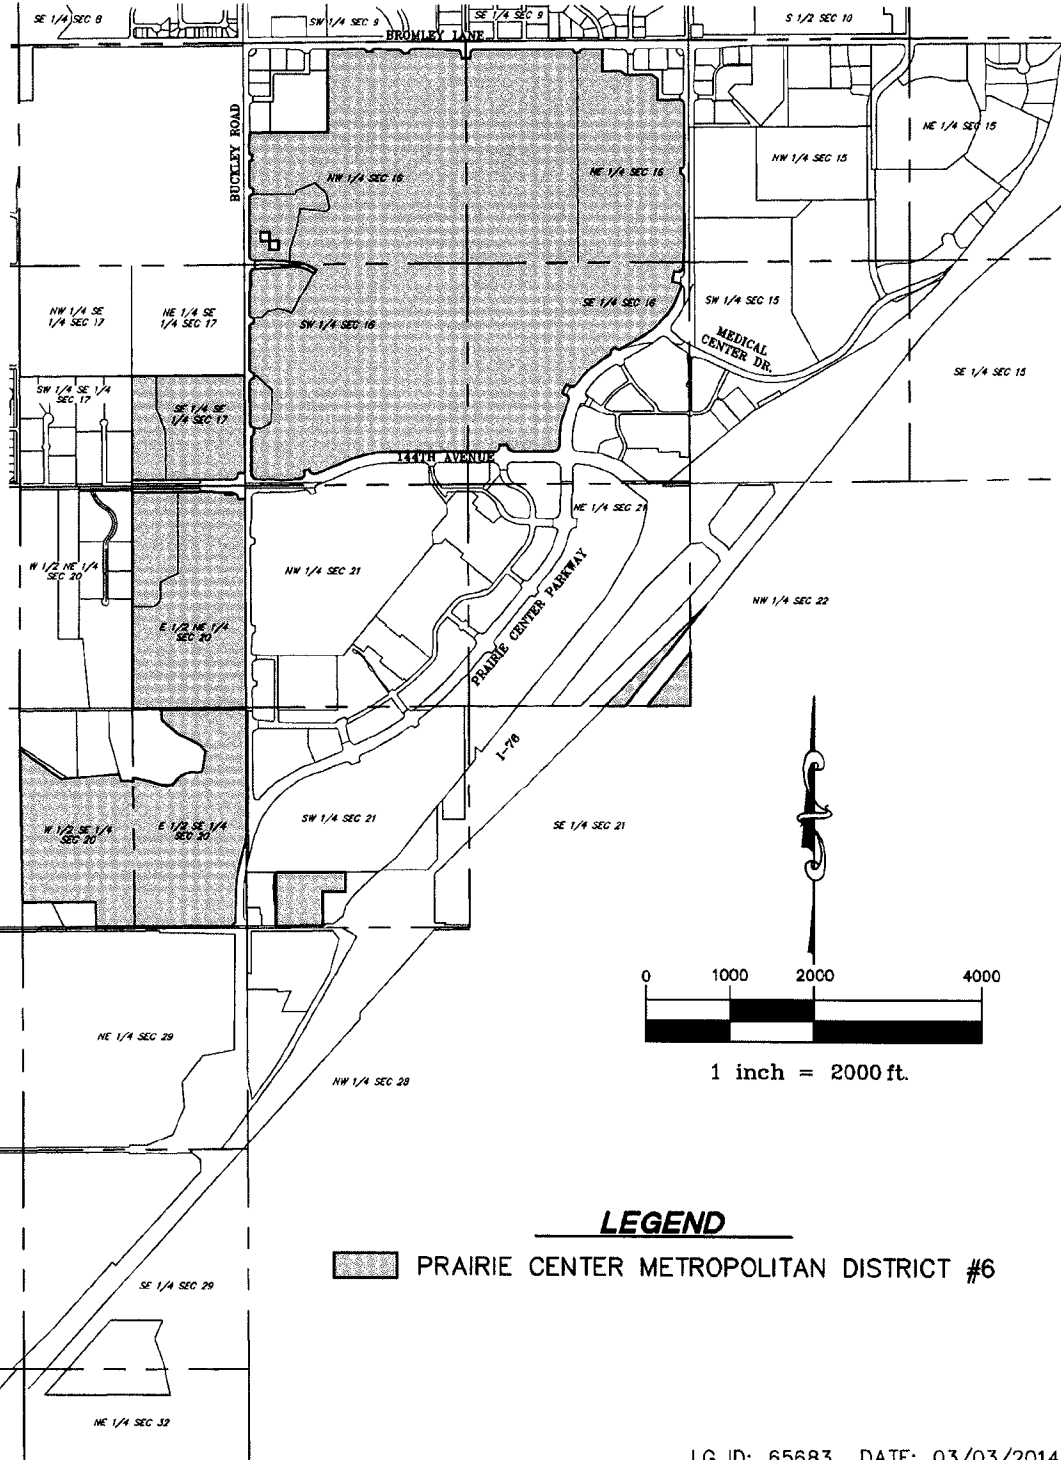 SE 1/4 SEC 8
SW 1/4 SEC 9
SE 1/4 SEC 9
S 1/2 SEC 10
BROMLEY LANE
BUCKLEY ROAD
NE 1/4 SEC 15
NW 1/4 SEC 15
NW 1/4 SEC 16
NE 1/4 SEC 16
NW 1/4 SE
1/4 SEC 17
NE 1/4 SE
1/4 SEC 17
SW 1/4 SEC 16
SE 1/4 SEC 16
SW 1/4 SEC 15
MEDICAL
CENTER DR.
SE 1/4 SEC 15
SW 1/4 SE 1/4
SEC 17
SE 1/4 SE
1/4 SEC 17
144TH AVENUE
NE 1/4 SEC 21
W 1/2 NE 1/4
SEC 20
NW 1/4 SEC 21
PRAIRIE CENTER PARKWAY
NW 1/4 SEC 22
E 1/2 NE 1/4
SEC 20
I-76
W 1/2 SE 1/4
SEC 20
E 1/2 SE 1/4
SEC 20
SW 1/4 SEC 21
SE 1/4 SEC 21
0 1000 2000 4000
1 inch = 2000 ft.
NE 1/4 SEC 29
NW 1/4 SEC 28
LEGEND
PRAIRIE CENTER METROPOLITAN DISTRICT #6
SE 1/4 SEC 29
NE 1/4 SEC 32
LG ID: 65683 DATE: 03/03/2014